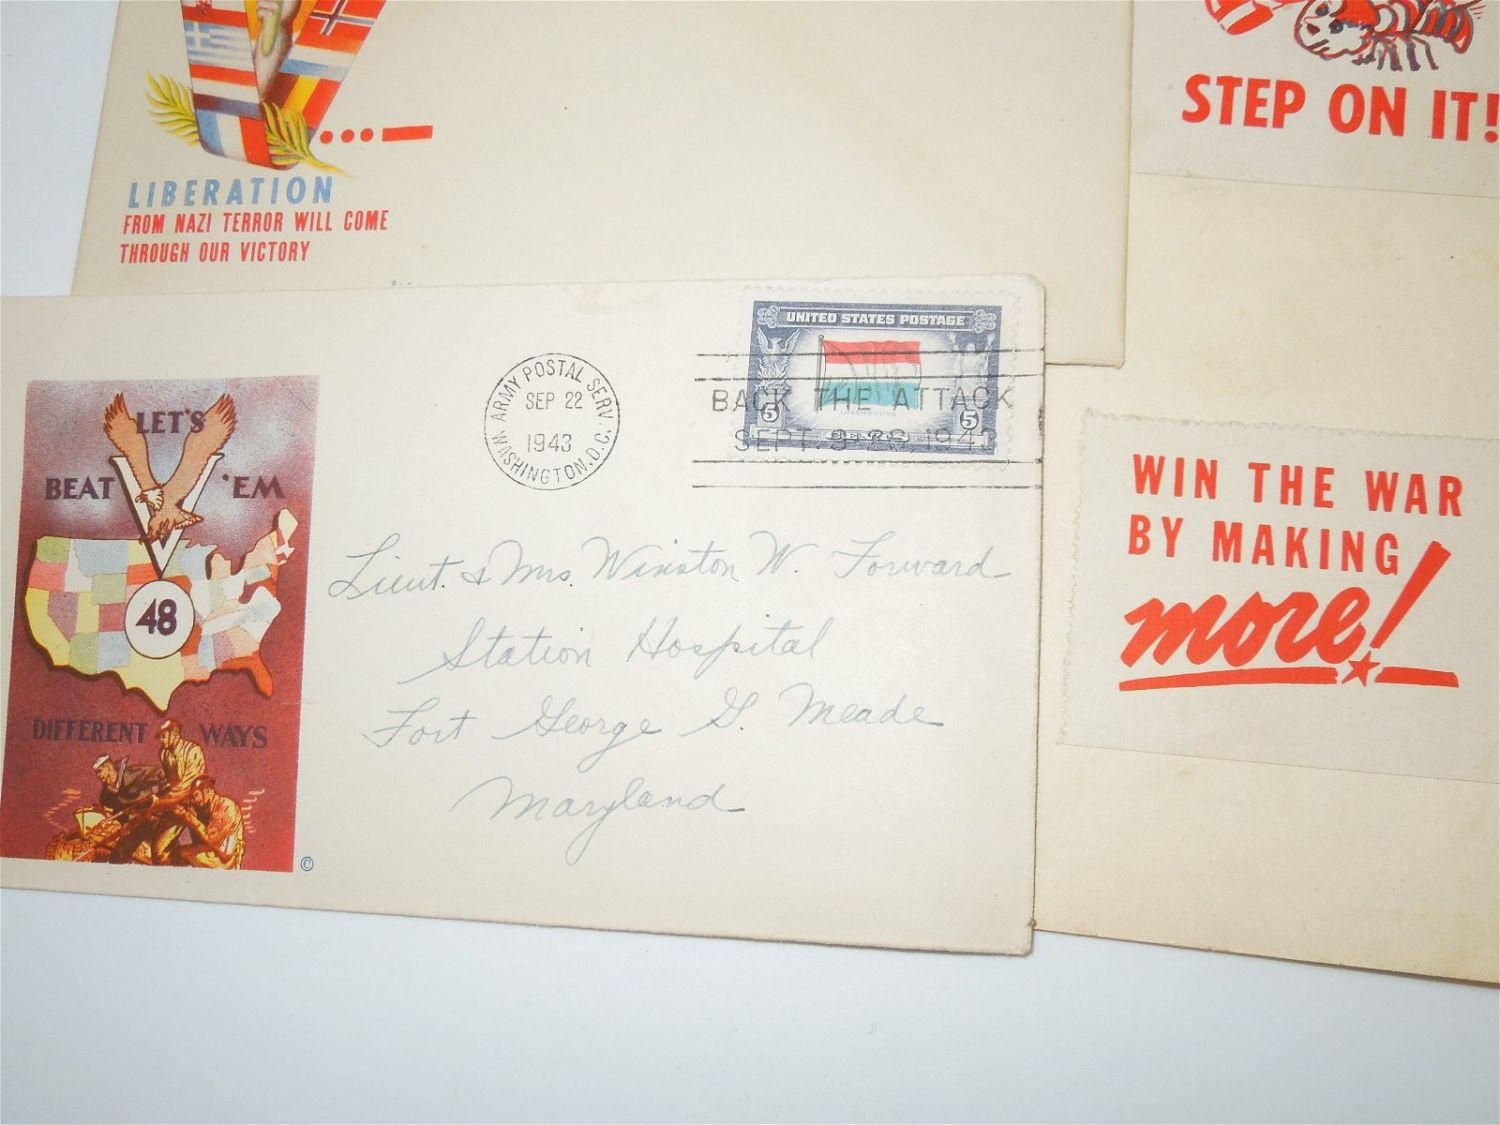 STEP ON IT!
LIBERATION
FROM NAZI TERROR WILL COME
THROUGH OUR VICTORY
UNITED STATES POSTAGE
5 5
ARMY POSTAL SERV.
SEP 22
1943
WASHINGTON, D.C.
BACK THE ATTACK
SEPT. 1943
LET'S
BEAT 'EM
48
DIFFERENT WAYS
©
Lieut. & Mrs. Winston W. Forward
Station Hospital
Fort George G. Meade
Maryland
WIN THE WAR
BY MAKING
more!